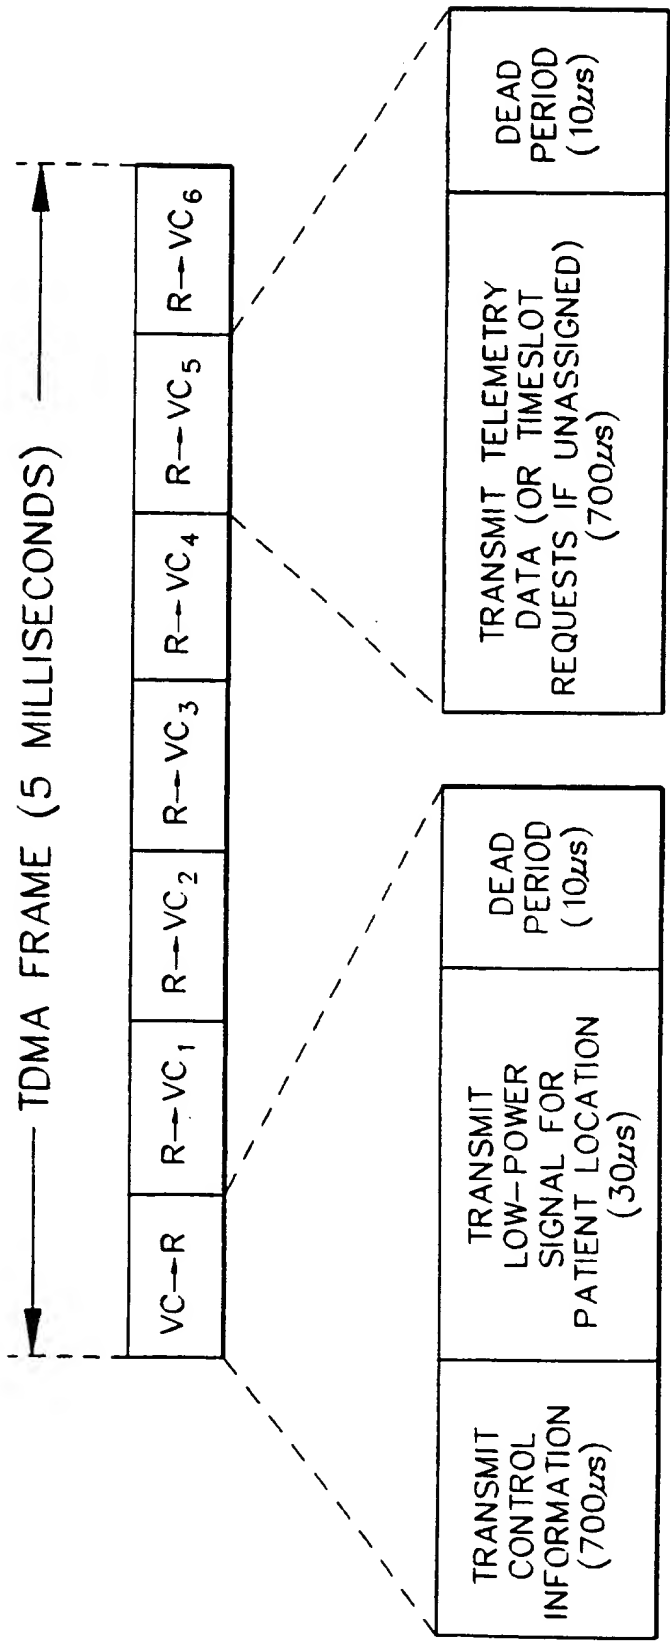 TDMA FRAME (5 MILLISECONDS)
VC→R
R→VC₁
R→VC₂
R→VC₃
R→VC₄
R→VC₅
R→VC₆
TRANSMIT
CONTROL
INFORMATION
(700μs)
TRANSMIT
LOW-POWER
SIGNAL FOR
PATIENT LOCATION
(30μs)
DEAD
PERIOD
(10μs)
TRANSMIT TELEMETRY
DATA (OR TIMESLOT
REQUESTS IF UNASSIGNED)
(700μs)
DEAD
PERIOD
(10μs)